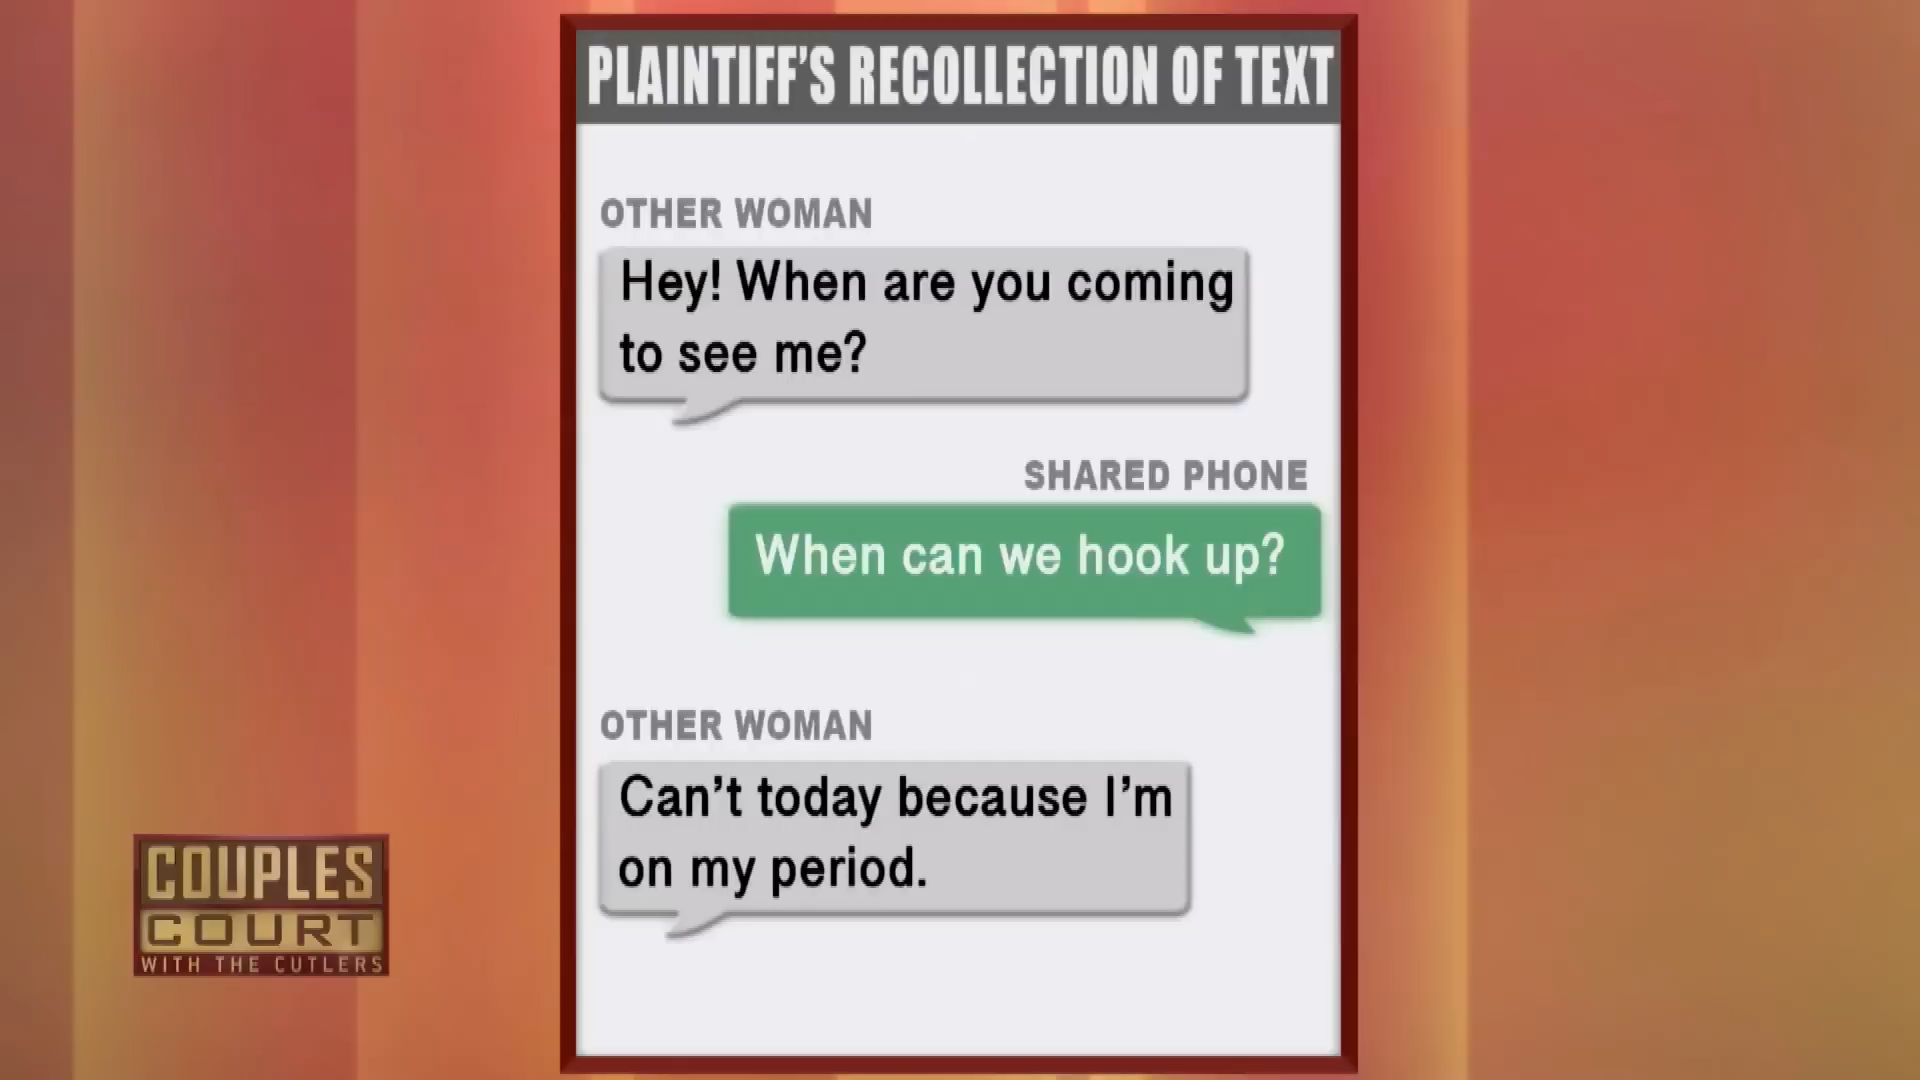 PLAINTIFF'S RECOLLECTION OF TEXT
OTHER WOMAN
Hey! When are you coming
to see me?
SHARED PHONE
When can we hook up?
OTHER WOMAN
Can't today because I'm
on my period.
COUPLES
COURT
WITH THE CUTLERS